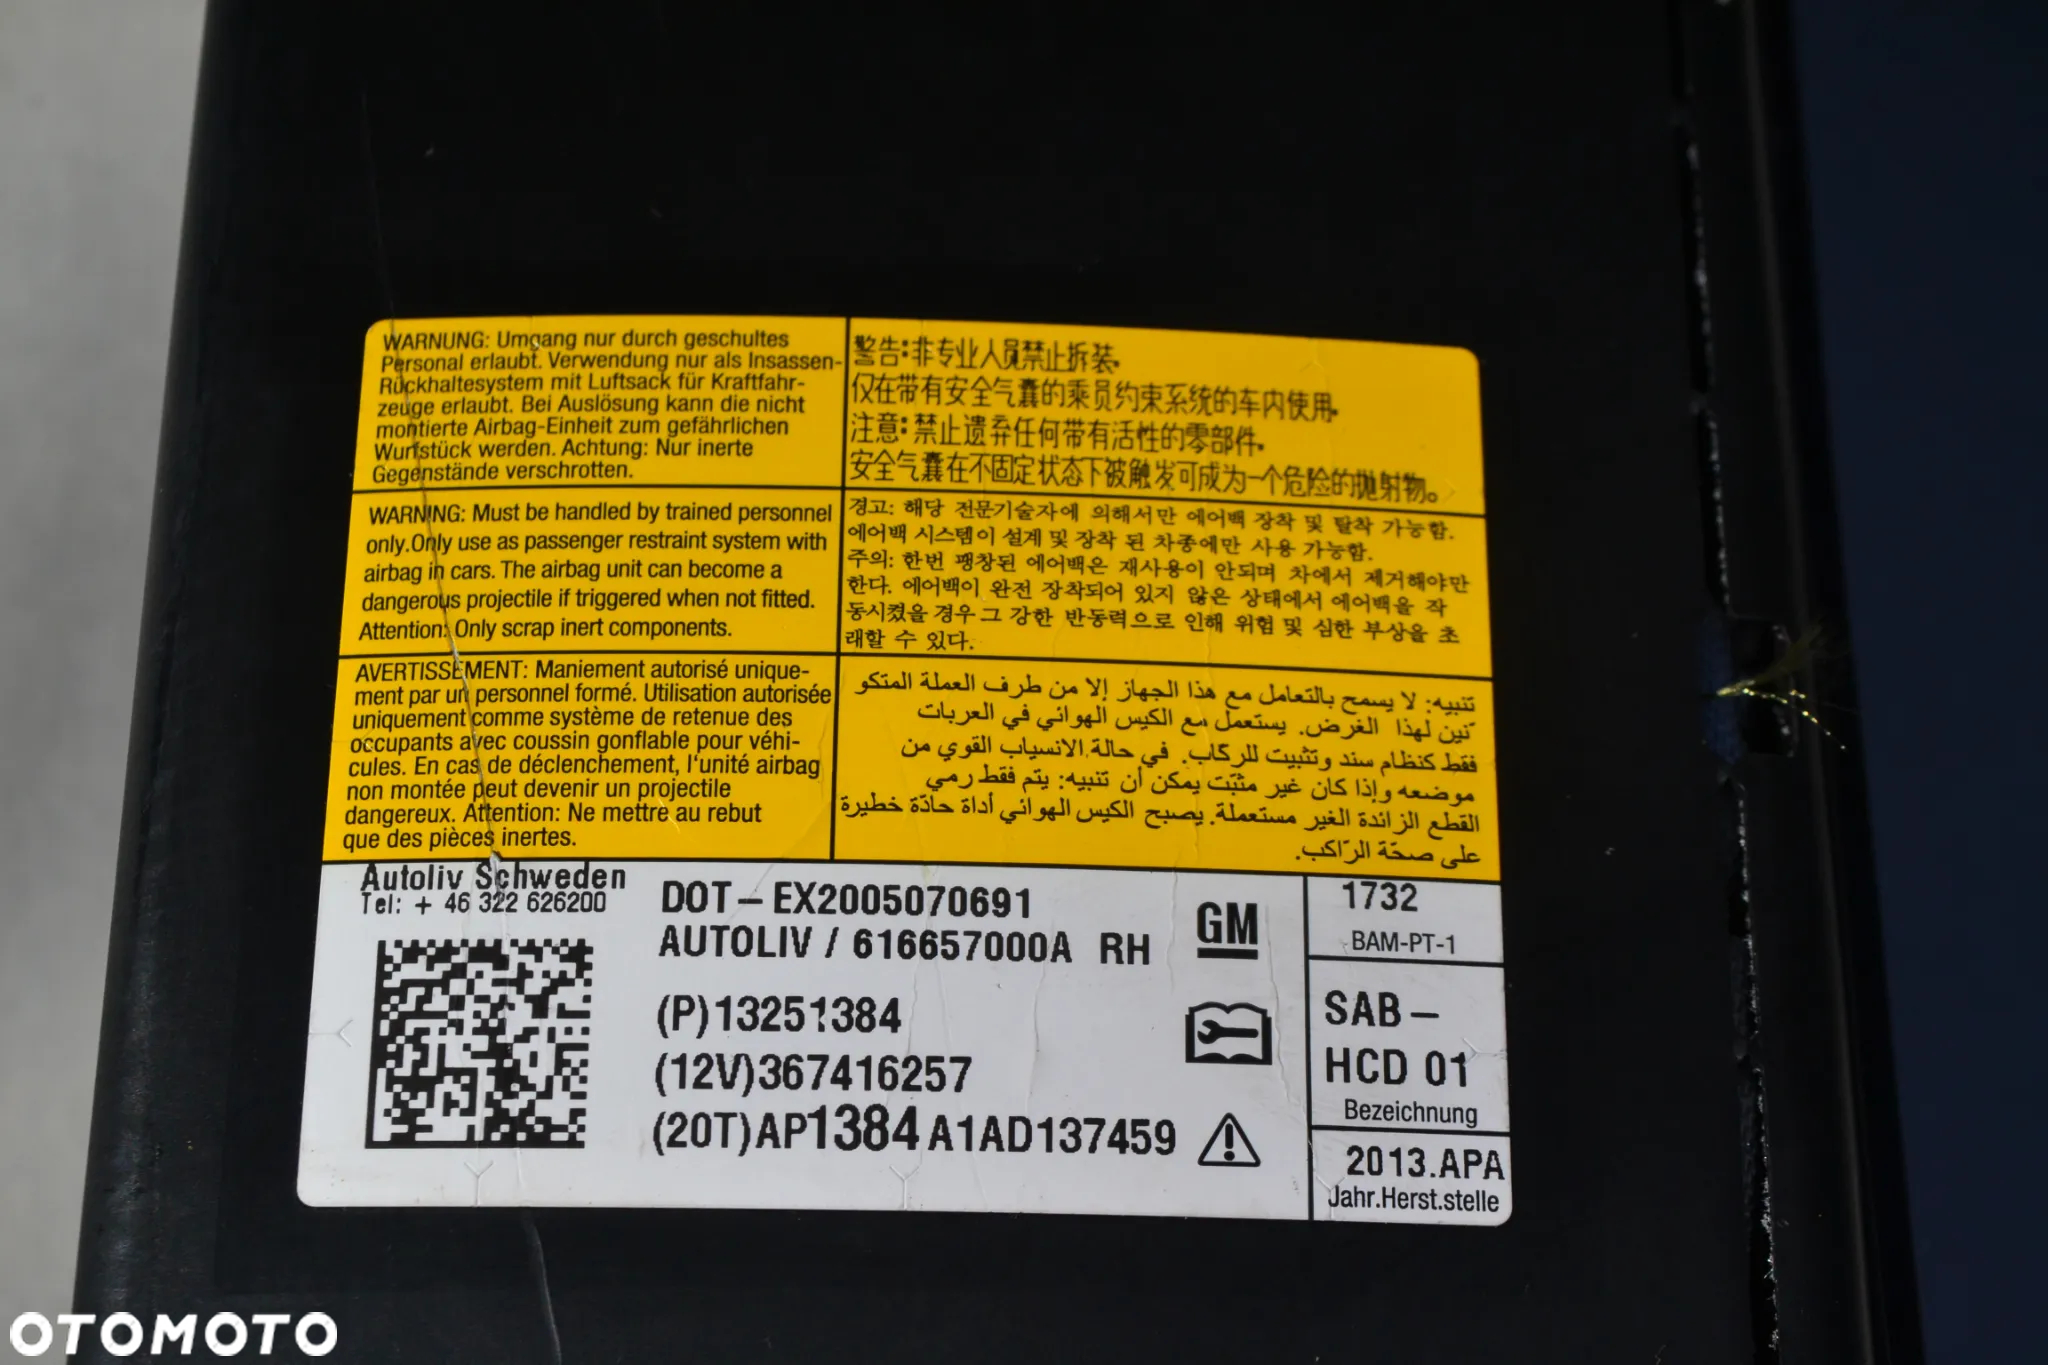 WARNUNG: Umgang nur durch geschultes
Personal erlaubt. Verwendung nur als Insassen-
Rückhaltesystem mit Luftsack für Kraftfahr-
zeuge erlaubt. Bei Auslösung kann die nicht
montierte Airbag-Einheit zum gefährlichen
Wurfstück werden. Achtung: Nur inerte
Gegenstände verschrotten.
警告:非专业人员禁止拆装.
仅在带有安全气囊的乘员约束系统的车内使用.
注意:禁止遗弃任何带有活性的零部件.
安全气囊在不固定状态下被触发可成为一个危险的抛射物。
WARNING: Must be handled by trained personnel
only.Only use as passenger restraint system with
airbag in cars. The airbag unit can become a
dangerous projectile if triggered when not fitted.
Attention: Only scrap inert components.
경고: 해당 전문기술자에 의해서만 에어백 장착 및 탈착 가능함.
에어백 시스템이 설계 및 장착 된 차종에만 사용 가능함.
주의: 한번 팽창된 에어백은 재사용이 안되며 차에서 제거해야만
한다. 에어백이 완전 장착되어 있지 않은 상태에서 에어백을 작
동시켰을 경우 그 강한 반동력으로 인해 위험 및 심한 부상을 초
래할 수 있다.
AVERTISSEMENT: Maniement autorisé unique-
ment par un personnel formé. Utilisation autorisée
uniquement comme système de retenue des
occupants avec coussin gonflable pour véhi-
cules. En cas de déclenchement, l'unité airbag
non montée peut devenir un projectile
dangereux. Attention: Ne mettre au rebut
que des pièces inertes.
تنبيه: لا يسمح بالتعامل مع هذا الجهاز إلا من طرف العملة المتكو
تنين لهذا الغرض. يستعمل مع الكيس الهوائي في العربات
فقط كنظام سند وتثبيت للركاب. في حالة الانسياب القوي من
موضعه وإذا كان غير مثبّت يمكن أن تنبيه: يتم فقط رمي
القطع الزائدة الغير مستعملة. يصبح الكيس الهوائي أداة حادّة خطيرة
على صحّة الرّاكب.
Autoliv Schweden
Tel: + 46 322 626200
DOT – EX2005070691
AUTOLIV / 616657000A RH
GM
(P)13251384
(12V)367416257
(20T)AP1384A1AD137459
1732
BAM-PT-1
SAB –
HCD 01
Bezeichnung
2013.APA
Jahr.Herst.stelle
OTOMOTO